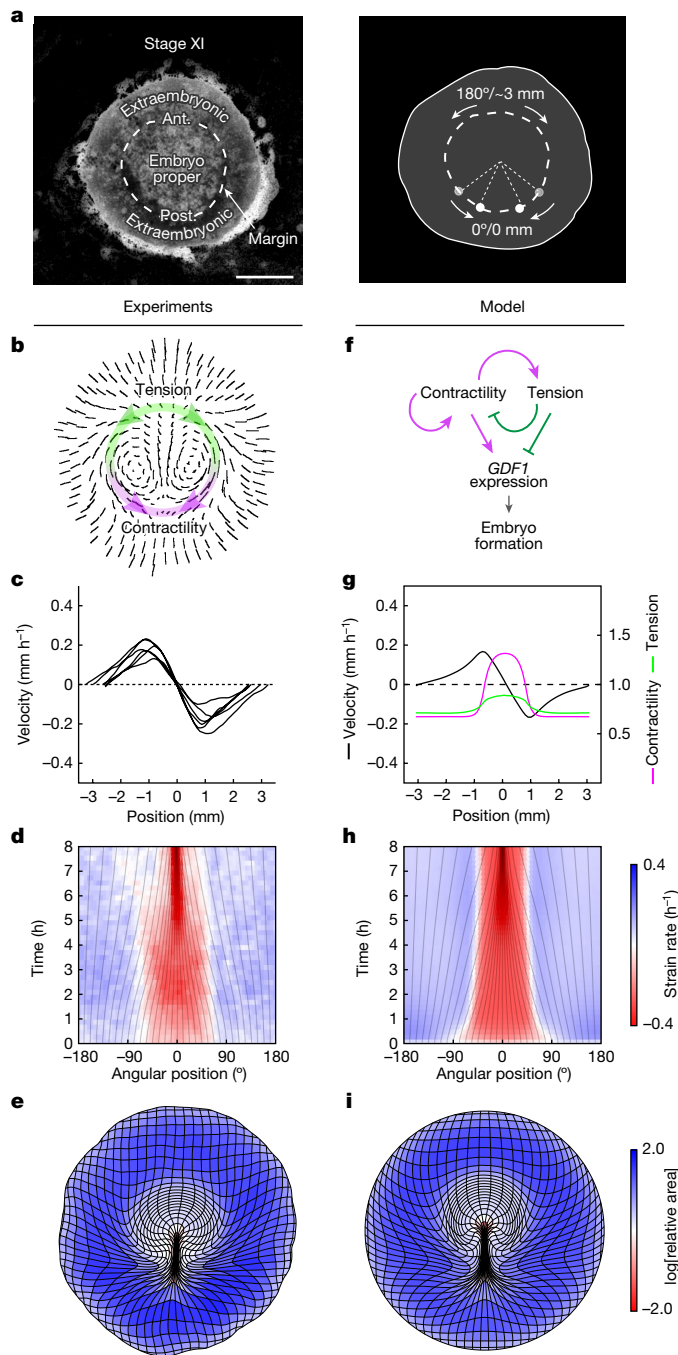 a
Stage XI
Extraembryonic
Ant.
Embryo
proper
Post.
Extraembryonic
Margin
180°/~3 mm
0°/0 mm
Experiments
Model
b
Tension
Contractility
f
Contractility
Tension
GDF1
expression
Embryo
formation
c
Velocity (mm h⁻¹)
0.4
0.2
0
−0.2
−0.4
−3 −2 −1 0 1 2 3
Position (mm)
g
Velocity (mm h⁻¹)
0.4
0.2
0
−0.2
−0.4
−3 −2 −1 0 1 2 3
Position (mm)
1.5
1.0
0.5
Contractility
Tension
d
Time (h)
8
7
6
5
4
3
2
1
0
−180 −90 0 90 180
Angular position (º)
h
Time (h)
8
7
6
5
4
3
2
1
0
−180 −90 0 90 180
Angular position (º)
0.4
Strain rate (h⁻¹)
−0.4
e
i
2.0
log[relative area]
−2.0